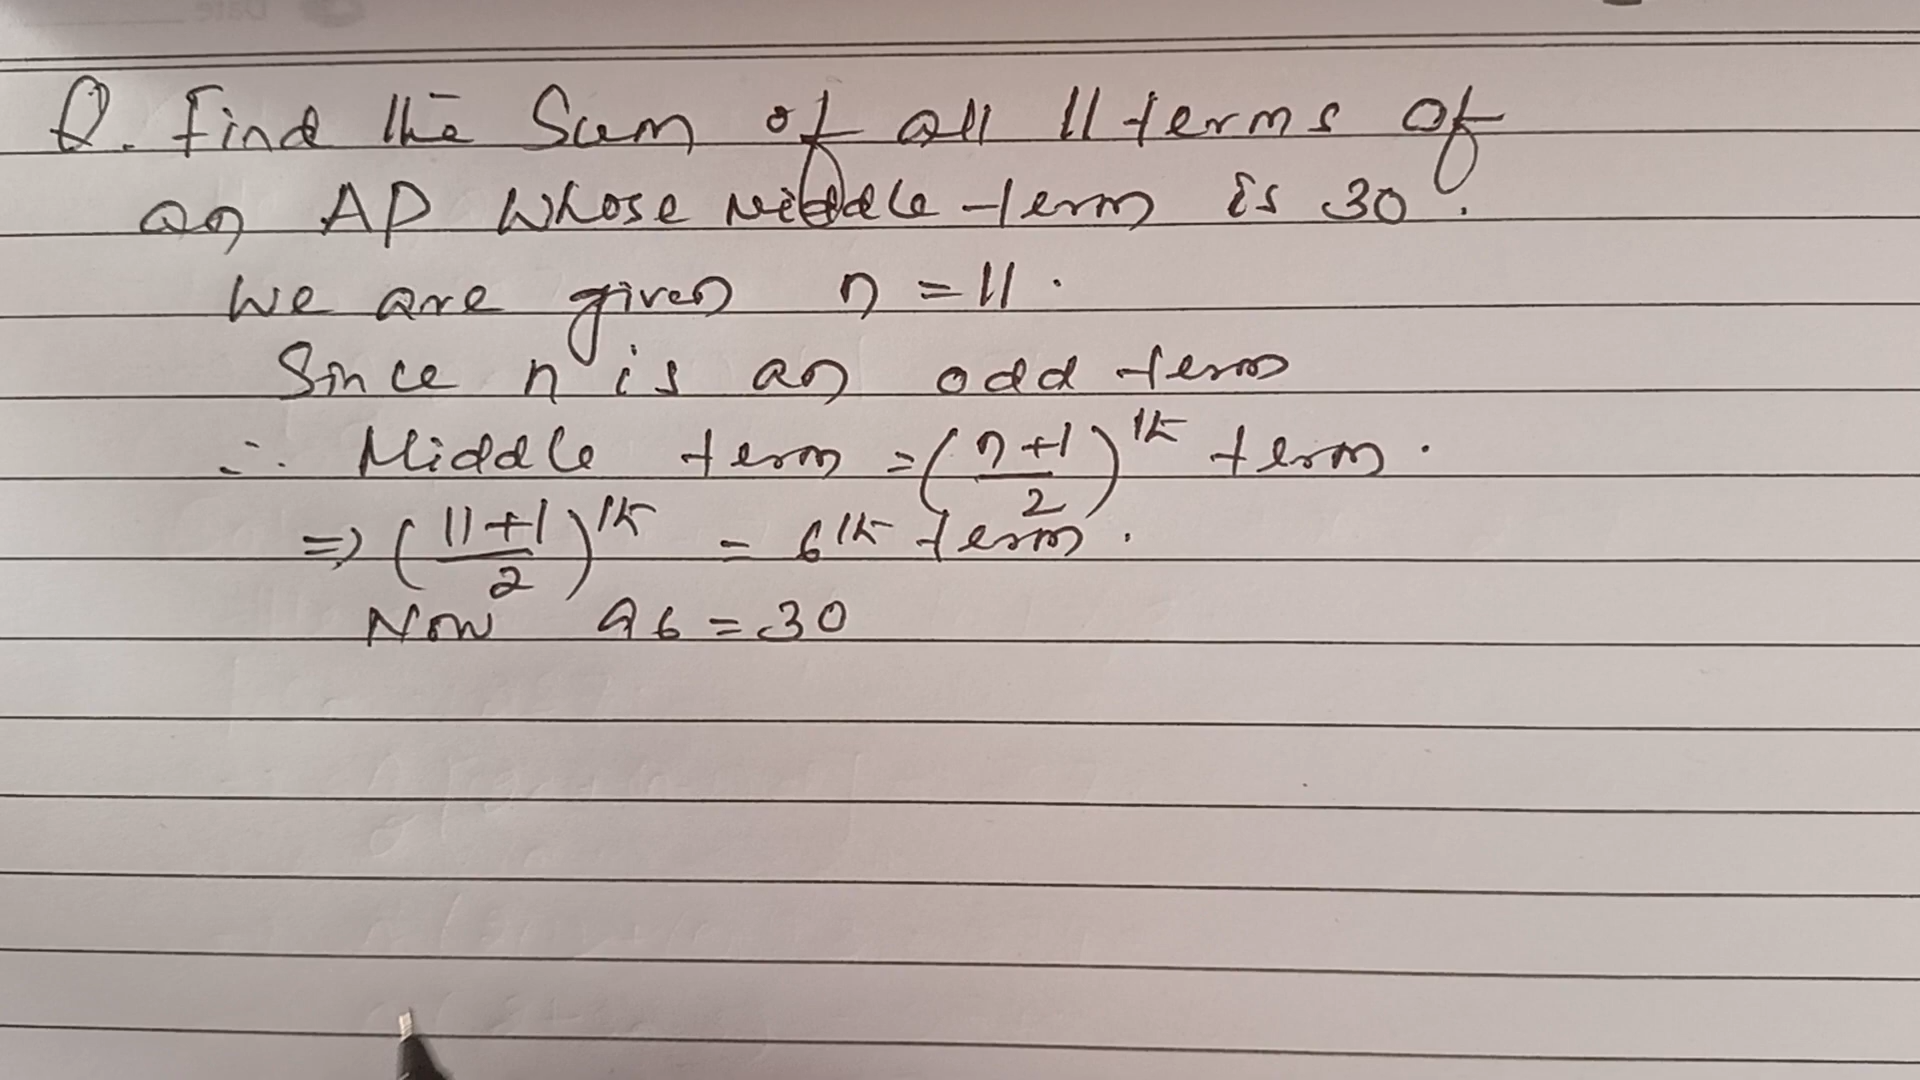 Q. Find the Sum of all 11 terms of
an AP whose middle term is 30.
We are given n = 11.
Since n is an odd term
∴ Middle term = (n+1/2)th term.
⇒ (11+1/2)th = 6th term.
Now a6 = 30